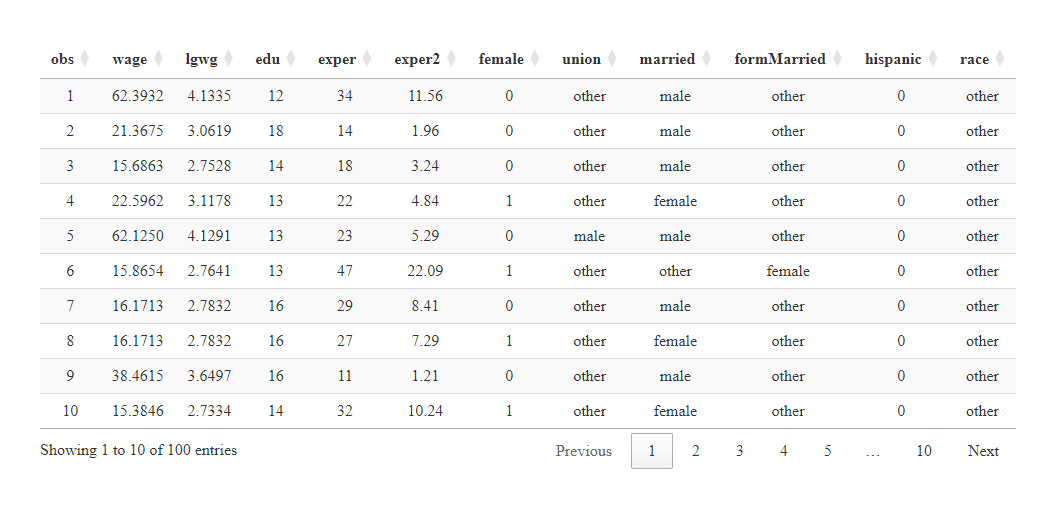 obs wage lgwg edu exper exper2 female union married formMarried hispanic race
1 62.3932 4.1335 12 34 11.56 0 other male other 0 other
2 21.3675 3.0619 18 14 1.96 0 other male other 0 other
3 15.6863 2.7528 14 18 3.24 0 other male other 0 other
4 22.5962 3.1178 13 22 4.84 1 other female other 0 other
5 62.1250 4.1291 13 23 5.29 0 male male other 0 other
6 15.8654 2.7641 13 47 22.09 1 other other female 0 other
7 16.1713 2.7832 16 29 8.41 0 other male other 0 other
8 16.1713 2.7832 16 27 7.29 1 other female other 0 other
9 38.4615 3.6497 16 11 1.21 0 other male other 0 other
10 15.3846 2.7334 14 32 10.24 1 other female other 0 other
Showing 1 to 10 of 100 entries Previous 1 2 3 4 5 … 10 Next